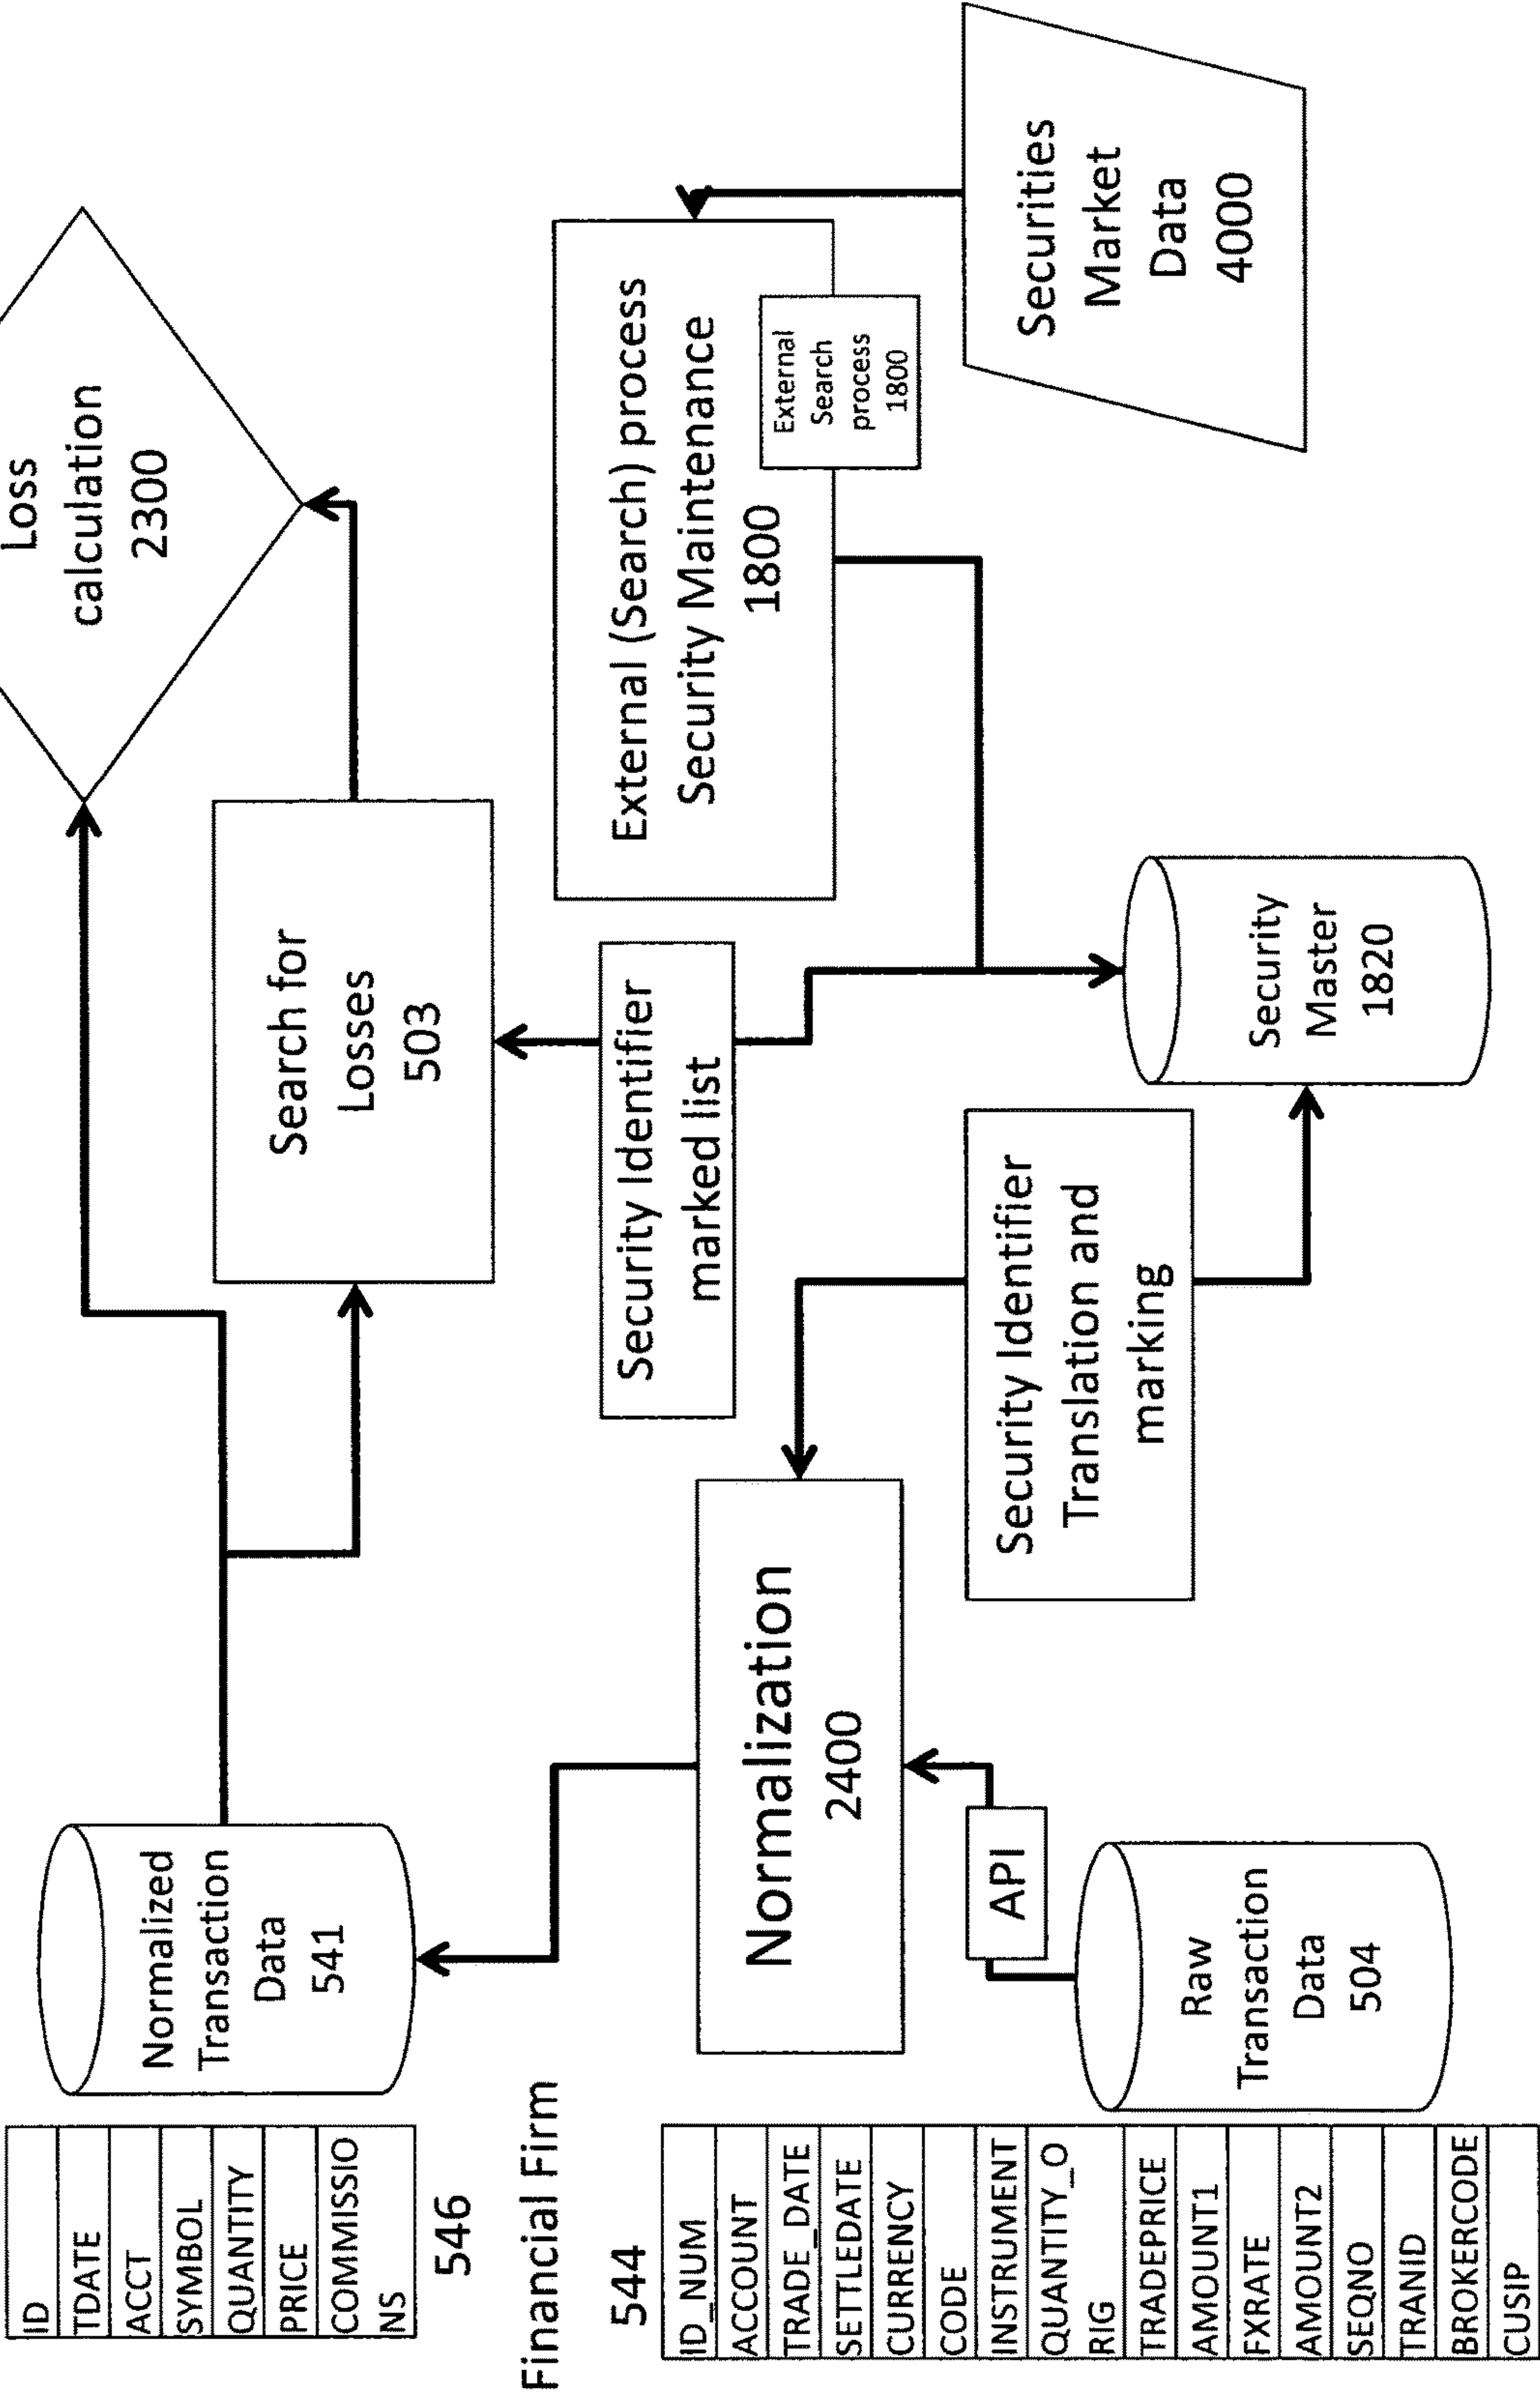 ID
TDATE
ACCT
SYMBOL
QUANTITY
PRICE
COMMISSIO
NS
546
Financial Firm
544
ID_NUM
ACCOUNT
TRADE_DATE
SETTLEDATE
CURRENCY
CODE
INSTRUMENT
QUANTITY_O
RIG
TRADEPRICE
AMOUNT1
FXRATE
AMOUNT2
SEQNO
TRANID
BROKERCODE
CUSIP
Normalized
Transaction
Data
541
Normalization
2400
API
Raw
Transaction
Data
504
Search for
Losses
503
Security Identifier
marked list
Security Identifier
Translation and
marking
Security
Master
1820
Loss
calculation
2300
External (Search) process
Security Maintenance
1800
External
Search
process
1800
Securities
Market
Data
4000